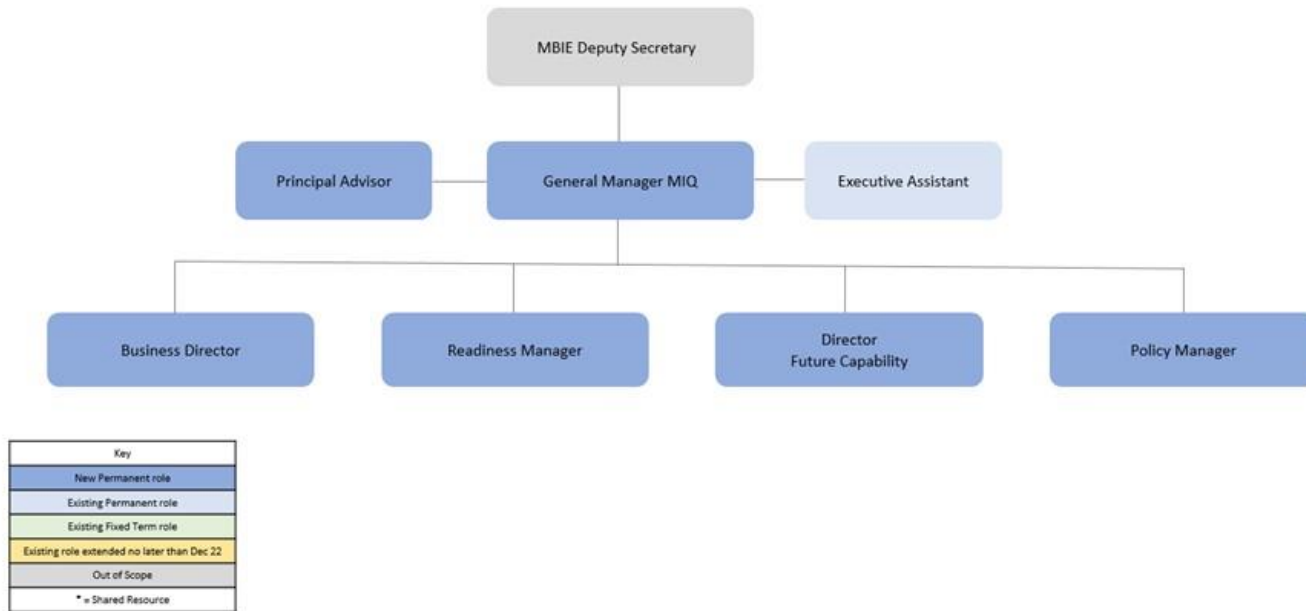 MBIE Deputy Secretary
Principal Advisor
General Manager MIQ
Executive Assistant
Business Director
Readiness Manager
Director
Future Capability
Policy Manager
Key
New Permanent role
Existing Permanent role
Existing Fixed Term role
Existing role extended no later than Dec 22
Out of Scope
* = Shared Resource